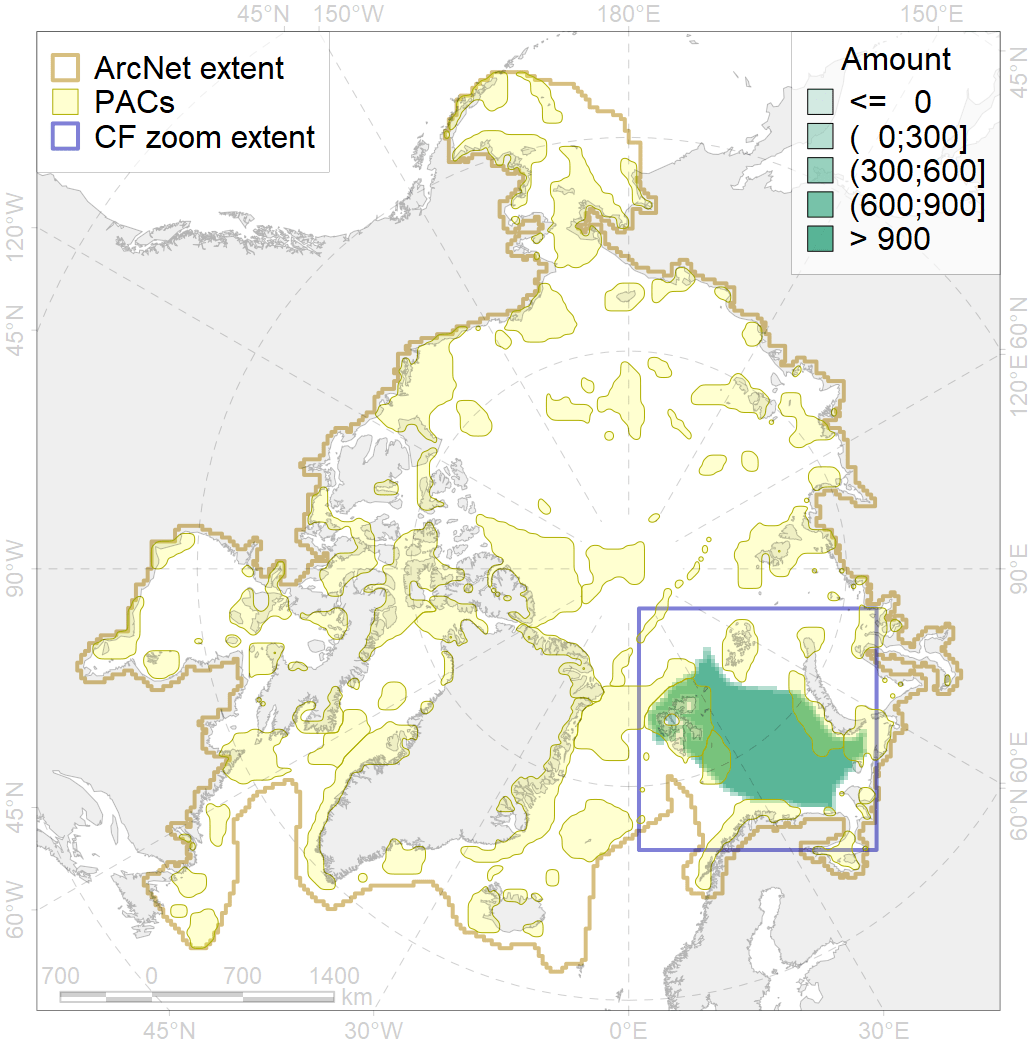 45°N 150°W 180°E 150°E
ArcNet extent
PACs
CF zoom extent
Amount
<= 0
( 0;300]
(300;600]
(600;900]
> 900
120°W
45°N
90°W
45°N
60°W
45°N
60°N
120°E
90°E
60°E
60°N
700 0 700 1400
km
45°W 30°W 0°E 30°E